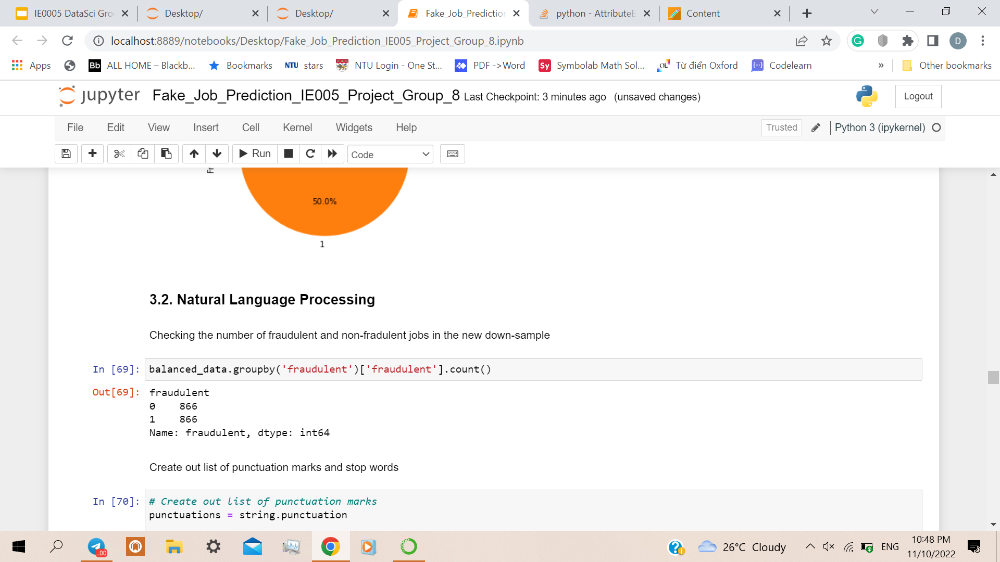 IE0005 DataSci Gro
Desktop/
Desktop/
Fake_Job_Prediction
python - AttributeE
Content
localhost:8889/notebooks/Desktop/Fake_Job_Prediction_IE005_Project_Group_8.ipynb
D
Apps
Bb ALL HOME – Blackb...
Bookmarks
NTU stars
NTU Login - One St...
PDF ->Word
Sy Symbolab Math Sol...
OL Từ điển Oxford
Codelearn
»
Other bookmarks
jupyter Fake_Job_Prediction_IE005_Project_Group_8 Last Checkpoint: 3 minutes ago (unsaved changes)
Logout
File Edit View Insert Cell Kernel Widgets Help
Trusted
Python 3 (ipykernel)
Run
Code
50.0%
1
3.2. Natural Language Processing
Checking the number of fraudulent and non-fradulent jobs in the new down-sample
In [69]: balanced_data.groupby('fraudulent')['fraudulent'].count()
Out[69]: fraudulent
0 866
1 866
Name: fraudulent, dtype: int64
Create out list of punctuation marks and stop words
In [70]: # Create out list of punctuation marks
punctuations = string.punctuation
26°C Cloudy
ENG
10:48 PM
11/10/2022